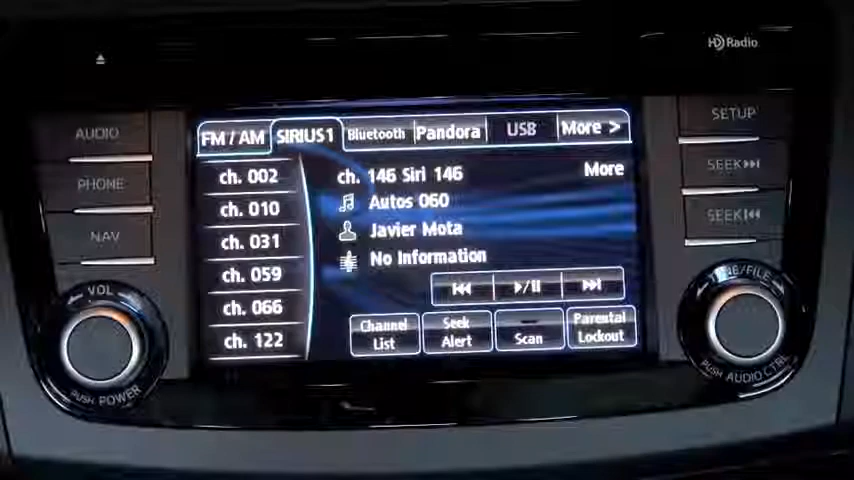 HD Radio
AUDIO
PHONE
NAV
VOL
PUSH POWER
FM / AM
SIRIUS1
Bluetooth
Pandora
USB
More >
ch. 002
ch. 010
ch. 031
ch. 059
ch. 066
ch. 122
ch. 146 Siri 146
More
Autos 060
Javier Mota
No Information
Channel
List
Seek
Alert
Scan
Parental
Lockout
SETUP
SEEK
SEEK
TUNE/FILE
PUSH AUDIO CTRL